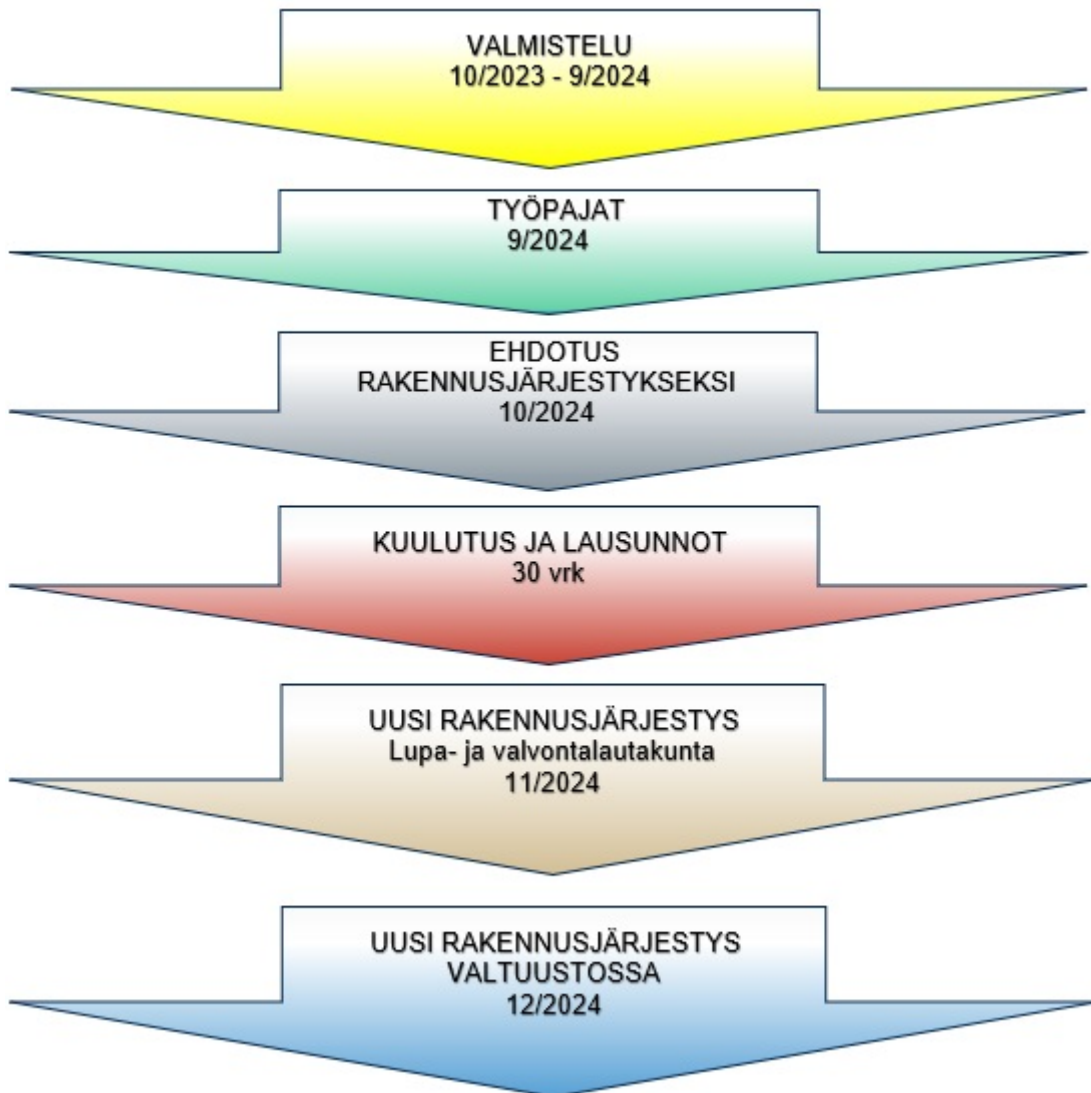 VALMISTELU
10/2023 - 9/2024
TYÖPAJAT
9/2024
EHDOTUS
RAKENNUSJÄRJESTYKSEKSI
10/2024
KUULUTUS JA LAUSUNNOT
30 vrk
UUSI RAKENNUSJÄRJESTYS
Lupa- ja valvontalautakunta
11/2024
UUSI RAKENNUSJÄRJESTYS
VALTUUSTOSSA
12/2024